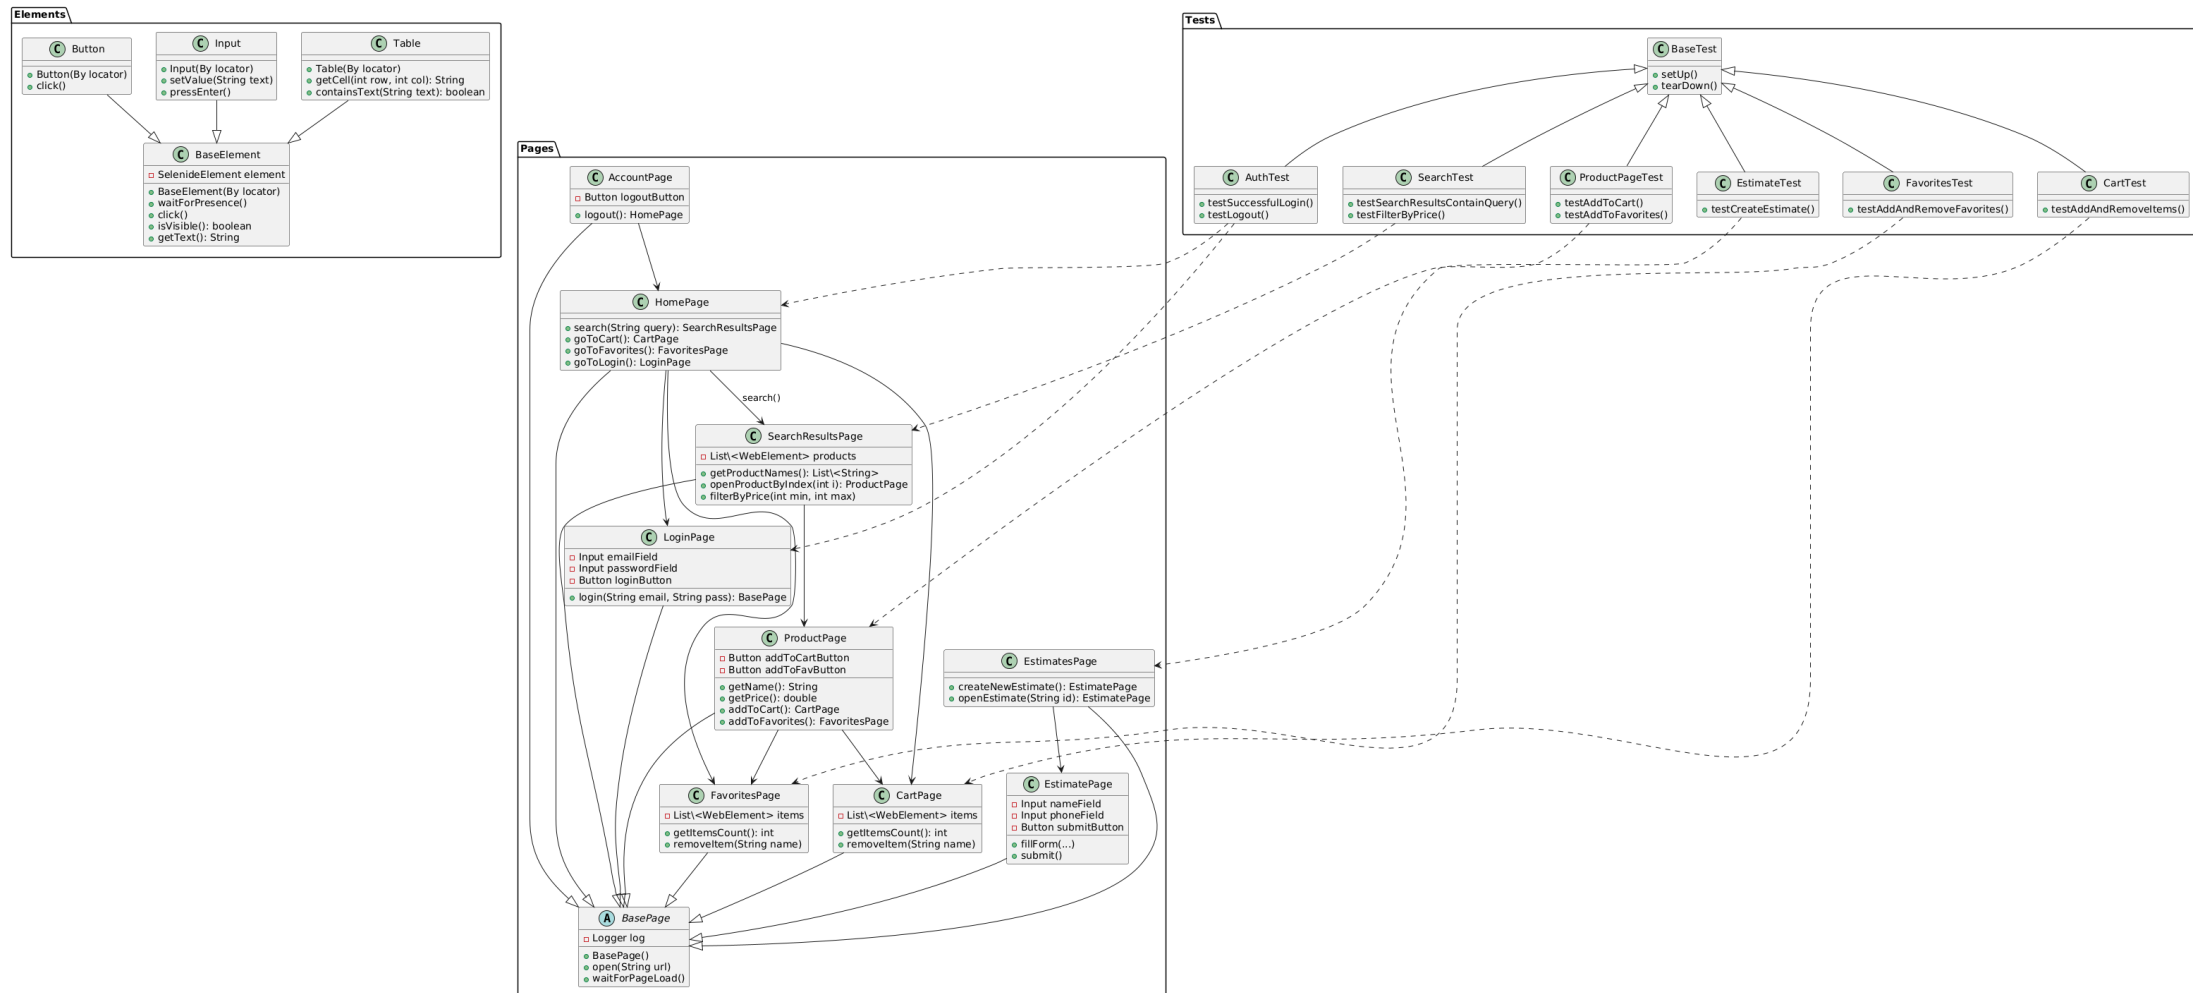 Elements
C Button
Button(By locator)
click()
C Input
Input(By locator)
setValue(String text)
pressEnter()
C Table
Table(By locator)
getCell(int row, int col): String
containsText(String text): boolean
C BaseElement
SelenideElement element
BaseElement(By locator)
waitForPresence()
click()
isVisible(): boolean
getText(): String
Pages
C AccountPage
Button logoutButton
logout(): HomePage
C HomePage
search(String query): SearchResultsPage
goToCart(): CartPage
goToFavorites(): FavoritesPage
goToLogin(): LoginPage
search()
C SearchResultsPage
List\<WebElement> products
getProductNames(): List\<String>
openProductByIndex(int i): ProductPage
filterByPrice(int min, int max)
C LoginPage
Input emailField
Input passwordField
Button loginButton
login(String email, String pass): BasePage
C ProductPage
Button addToCartButton
Button addToFavButton
getName(): String
getPrice(): double
addToCart(): CartPage
addToFavorites(): FavoritesPage
C EstimatesPage
createNewEstimate(): EstimatePage
openEstimate(String id): EstimatePage
C FavoritesPage
List\<WebElement> items
getItemsCount(): int
removeItem(String name)
C CartPage
List\<WebElement> items
getItemsCount(): int
removeItem(String name)
C EstimatePage
Input nameField
Input phoneField
Button submitButton
fillForm(...)
submit()
A BasePage
Logger log
BasePage()
open(String url)
waitForPageLoad()
Tests
C BaseTest
setUp()
tearDown()
C AuthTest
testSuccessfulLogin()
testLogout()
C SearchTest
testSearchResultsContainQuery()
testFilterByPrice()
C ProductPageTest
testAddToCart()
testAddToFavorites()
C EstimateTest
testCreateEstimate()
C FavoritesTest
testAddAndRemoveFavorites()
C CartTest
testAddAndRemoveItems()